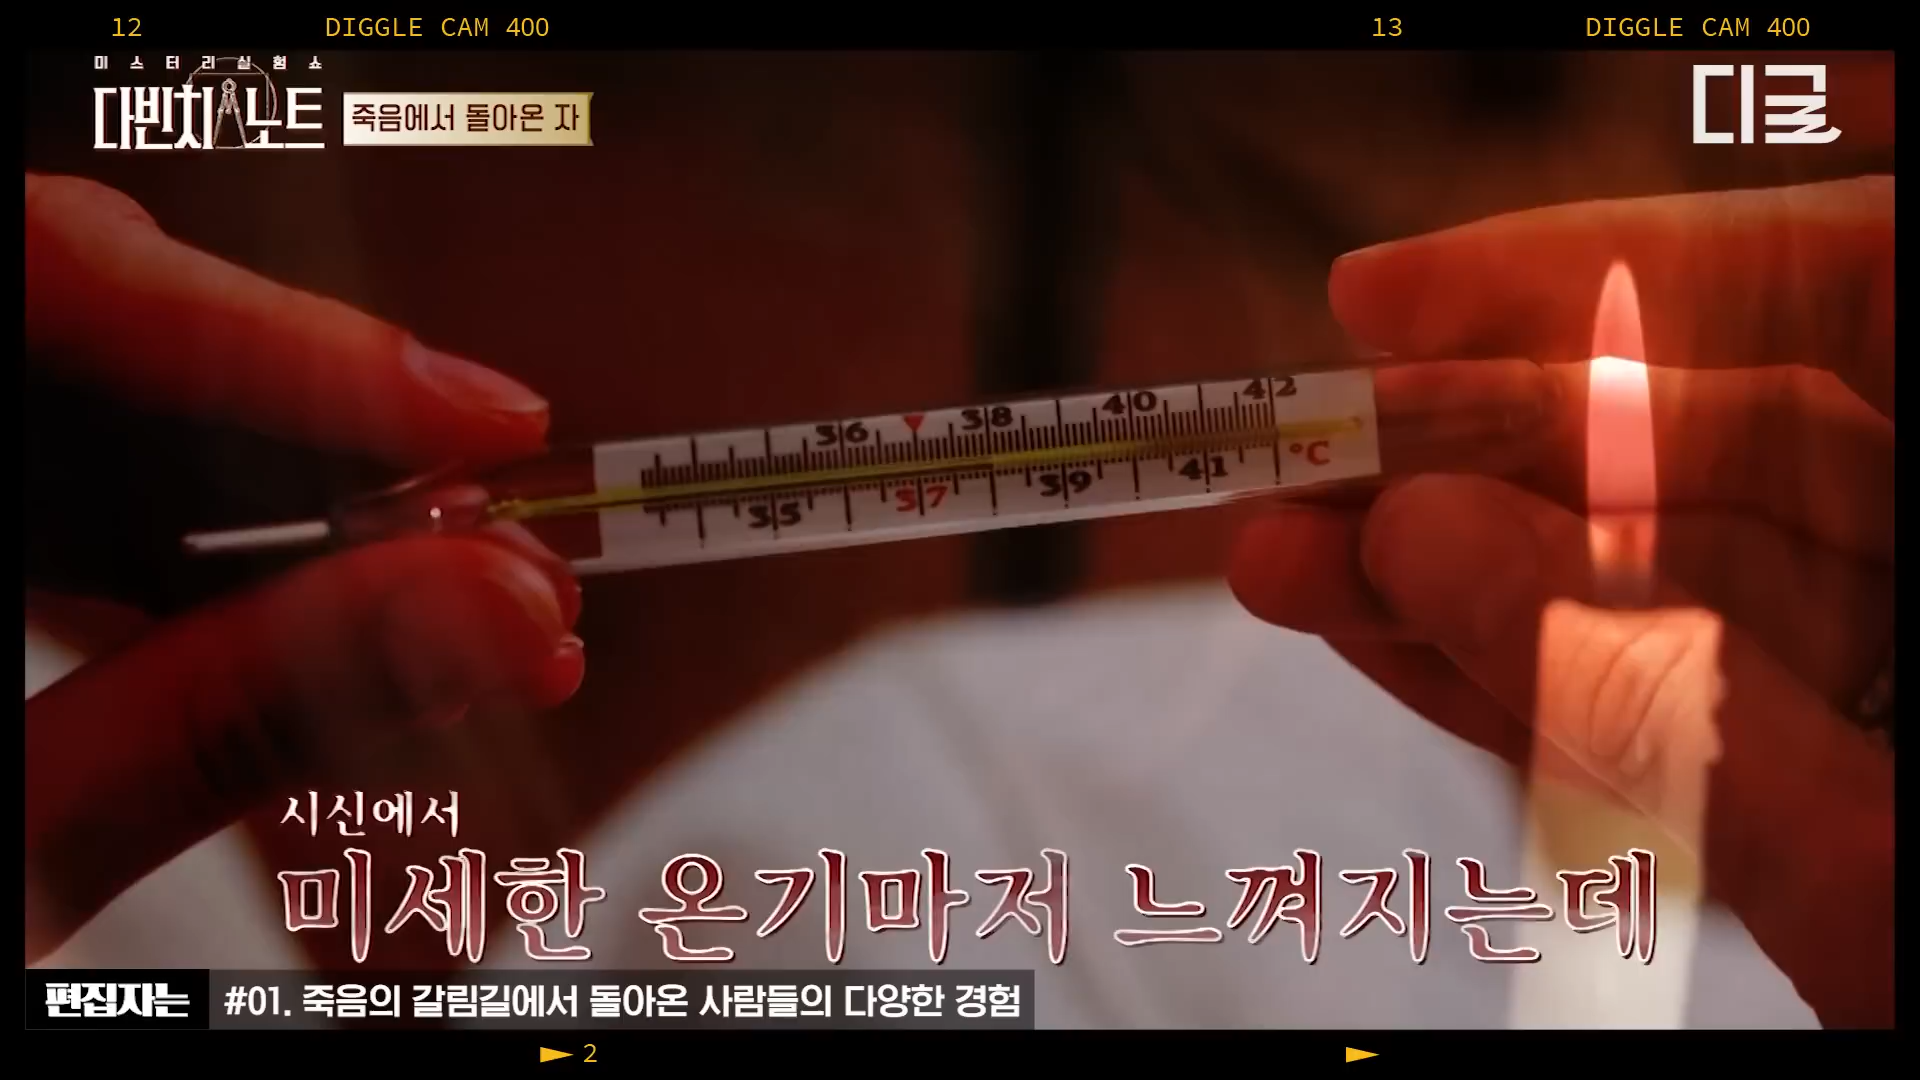 12 DIGGLE CAM 400 13 DIGGLE CAM 400
미스터리실험쇼
다빈치노트
죽음에서 돌아온 자
디글
36 38 40 42
35 37 39 41 °C
시신에서
미세한 온기마저 느껴지는데
편집자는 #01. 죽음의 갈림길에서 돌아온 사람들의 다양한 경험
2